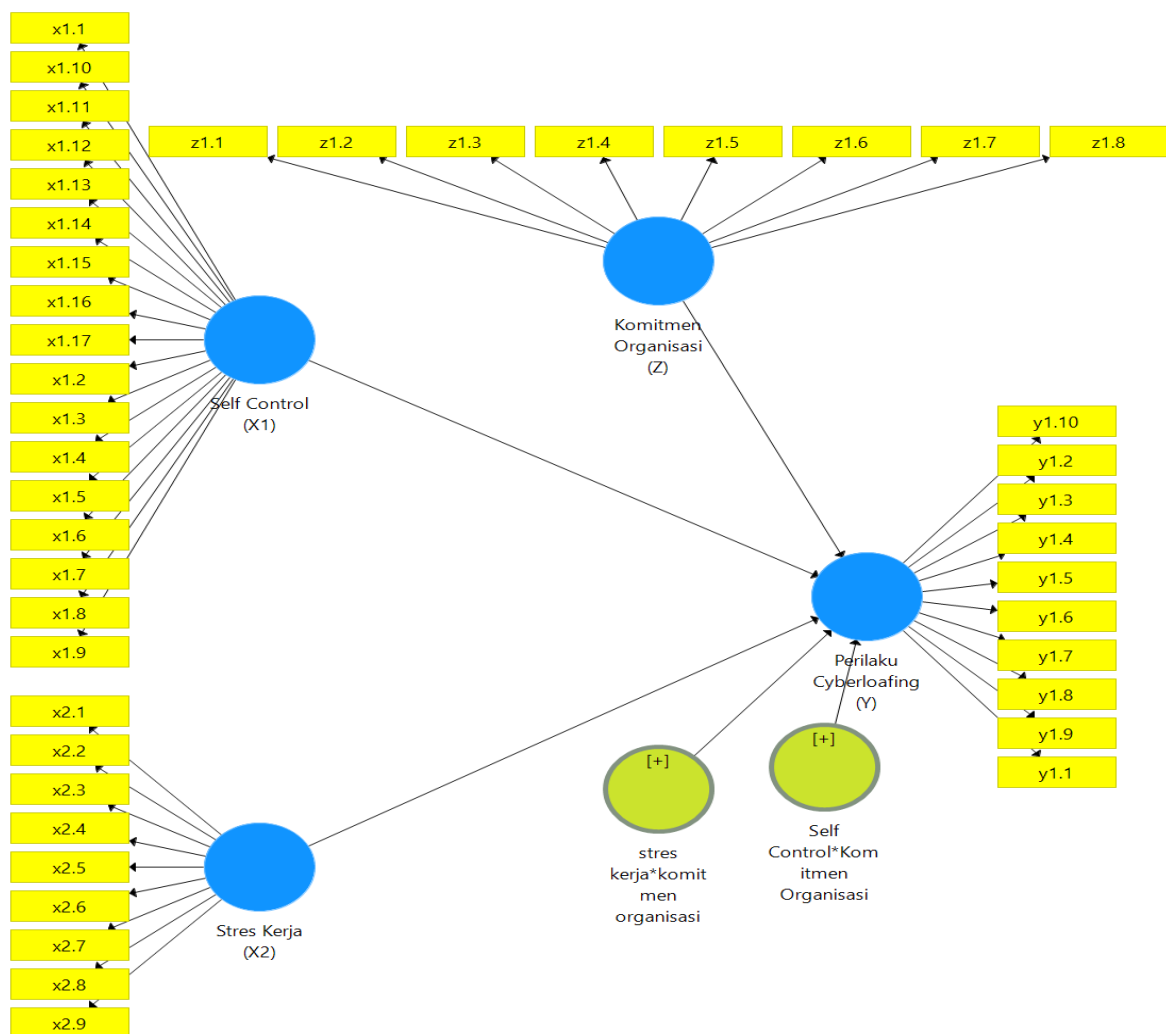 x1.1
x1.10
x1.11
x1.12
x1.13
x1.14
x1.15
x1.16
x1.17
x1.2
x1.3
x1.4
x1.5
x1.6
x1.7
x1.8
x1.9
z1.1
z1.2
z1.3
z1.4
z1.5
z1.6
z1.7
z1.8
Komitmen
Organisasi
(Z)
Self Control
(X1)
y1.10
y1.2
y1.3
y1.4
y1.5
y1.6
y1.7
y1.8
y1.9
y1.1
Perilaku
Cyberloafing
(Y)
x2.1
x2.2
x2.3
x2.4
x2.5
x2.6
x2.7
x2.8
x2.9
Stres Kerja
(X2)
[+]
stres
kerja*komit
men
organisasi
[+]
Self
Control*Kom
itmen
Organisasi